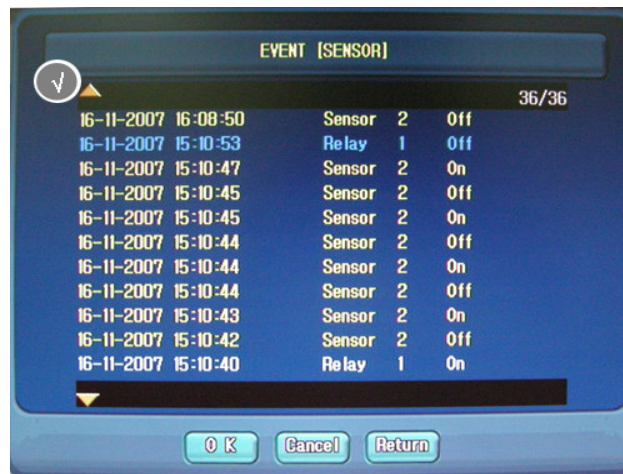 EVENT [SENSOR]
√
36/36
16-11-2007 16:08:50 Sensor 2 Off
16-11-2007 15:10:53 Relay 1 Off
16-11-2007 15:10:47 Sensor 2 On
16-11-2007 15:10:45 Sensor 2 Off
16-11-2007 15:10:45 Sensor 2 On
16-11-2007 15:10:44 Sensor 2 Off
16-11-2007 15:10:44 Sensor 2 On
16-11-2007 15:10:44 Sensor 2 Off
16-11-2007 15:10:43 Sensor 2 On
16-11-2007 15:10:42 Sensor 2 Off
16-11-2007 15:10:40 Relay 1 On
O K Cancel Return